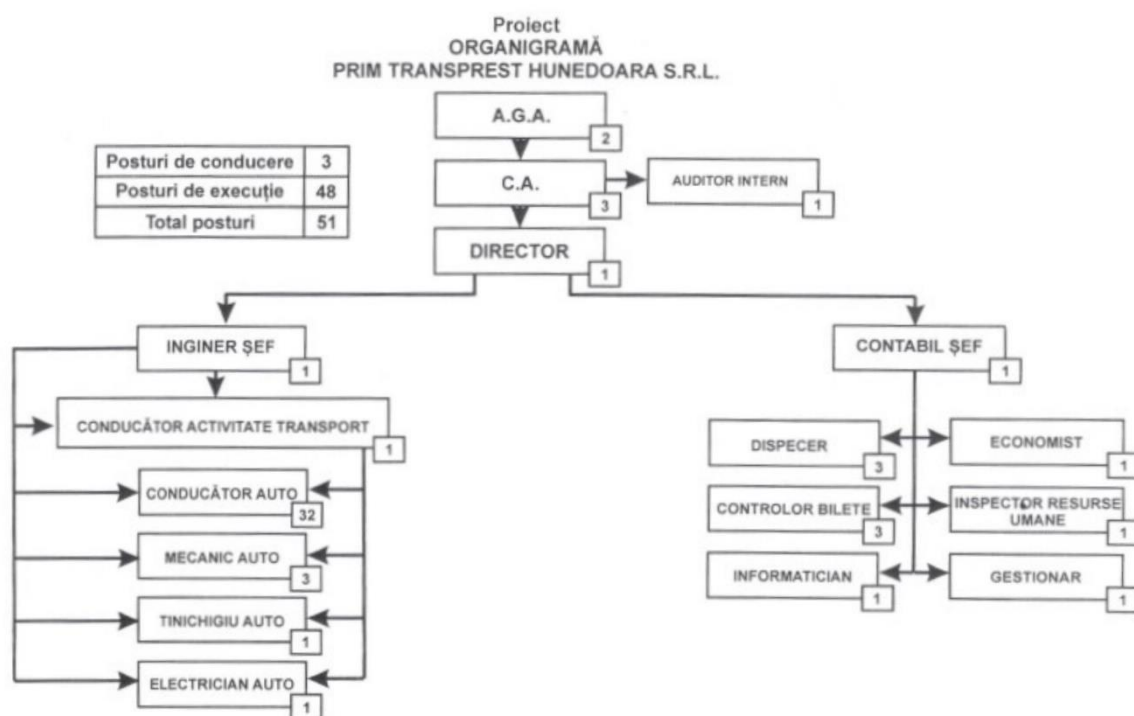 Proiect
ORGANIGRAMĂ
PRIM TRANSPREST HUNEDOARA S.R.L.
A.G.A.
2
Posturi de conducere 3
Posturi de execuție 48
Total posturi 51
C.A.
3
AUDITOR INTERN
1
DIRECTOR
1
INGINER ȘEF
1
CONDUCĂTOR ACTIVITATE TRANSPORT
1
CONDUCĂTOR AUTO
32
MECANIC AUTO
3
TINICHIGIU AUTO
1
ELECTRICIAN AUTO
1
CONTABIL ȘEF
1
DISPECER
3
ECONOMIST
1
CONTROLOR BILETE
3
INSPECTOR RESURSE
UMANE
1
INFORMATICIAN
1
GESTIONAR
1